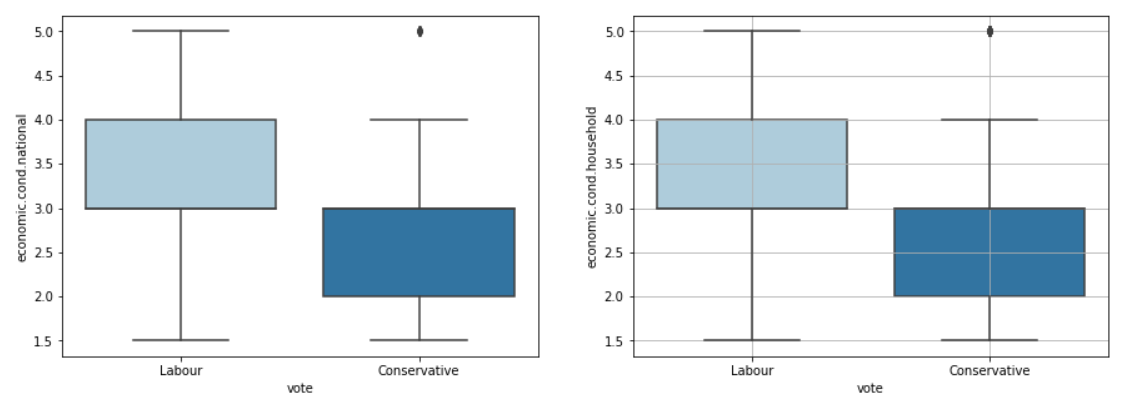 economic.cond.national
5.0
4.5
4.0
3.5
3.0
2.5
2.0
1.5
Labour
Conservative
vote
economic.cond.household
5.0
4.5
4.0
3.5
3.0
2.5
2.0
1.5
Labour
Conservative
vote